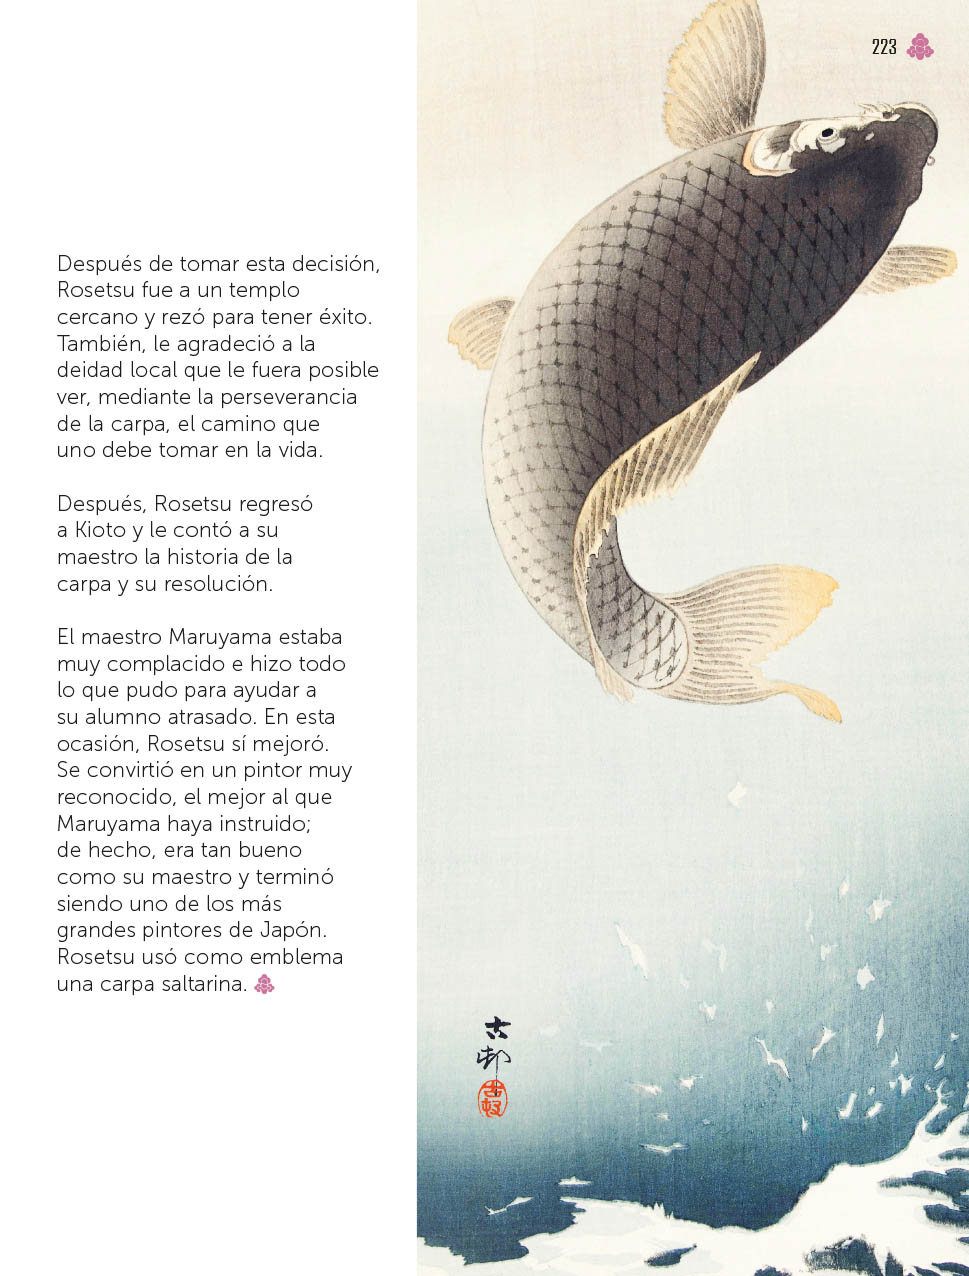 223
Después de tomar esta decisión,
Rosetsu fue a un templo
cercano y rezó para tener éxito.
También, le agradeció a la
deidad local que le fuera posible
ver, mediante la perseverancia
de la carpa, el camino que
uno debe tomar en la vida.
Después, Rosetsu regresó
a Kioto y le contó a su
maestro la historia de la
carpa y su resolución.
El maestro Maruyama estaba
muy complacido e hizo todo
lo que pudo para ayudar a
su alumno atrasado. En esta
ocasión, Rosetsu sí mejoró.
Se convirtió en un pintor muy
reconocido, el mejor al que
Maruyama haya instruido;
de hecho, era tan bueno
como su maestro y terminó
siendo uno de los más
grandes pintores de Japón.
Rosetsu usó como emblema
una carpa saltarina.
古
邨